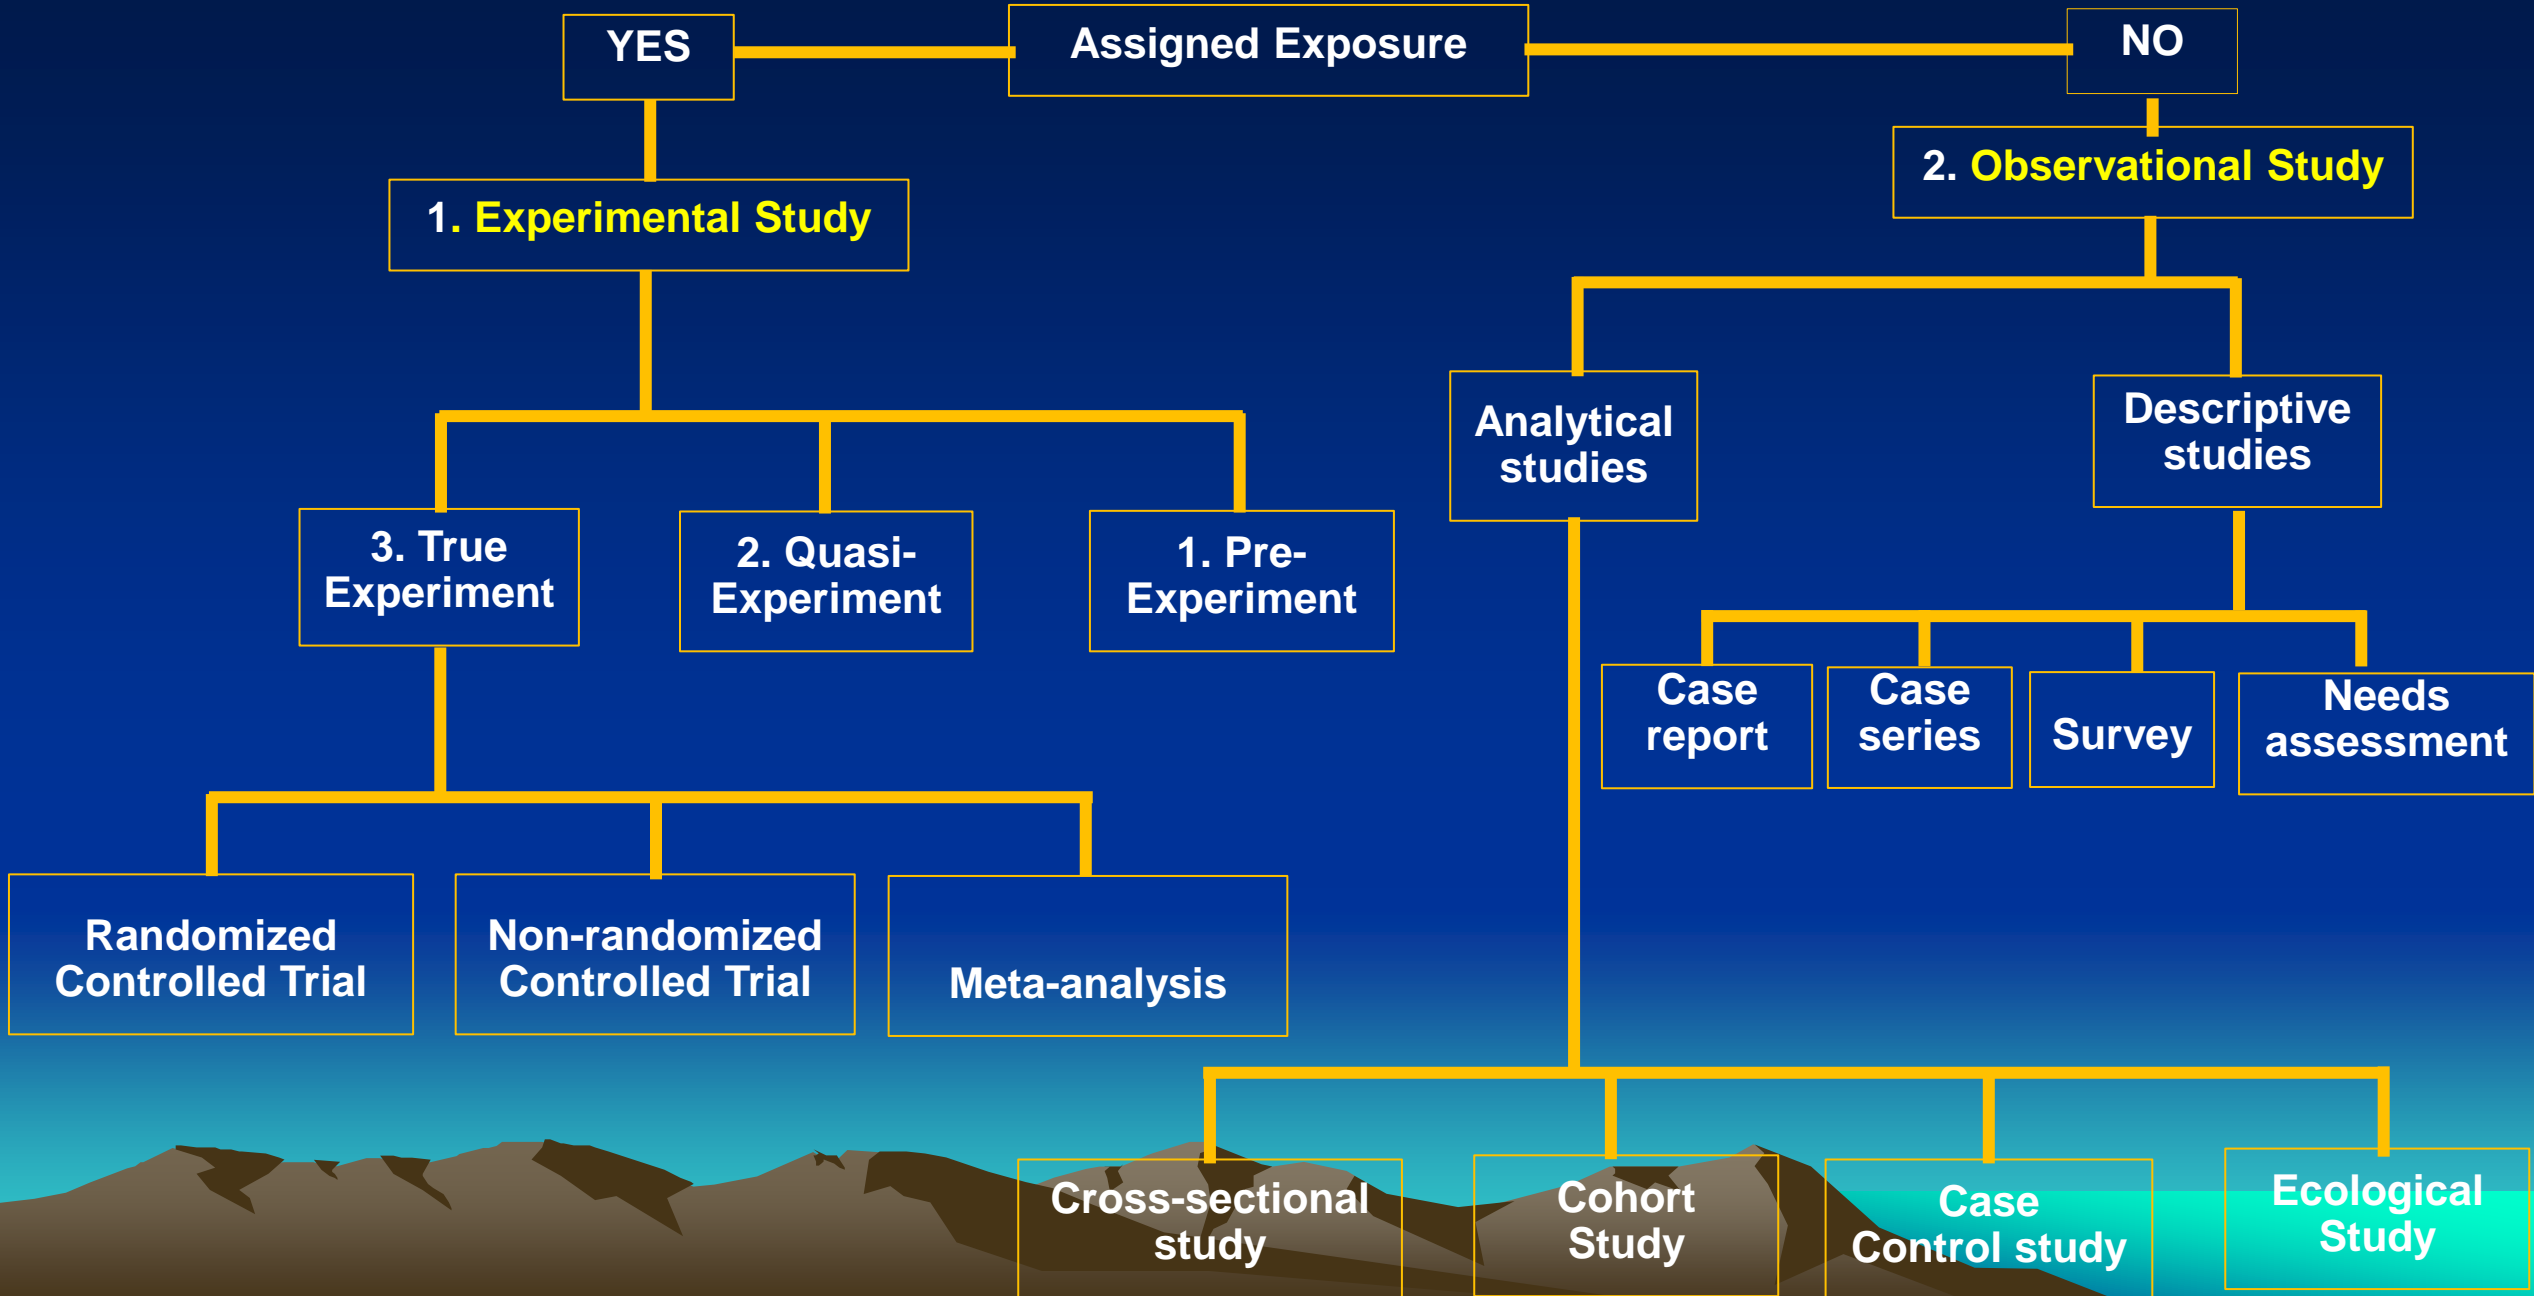 YES
Assigned Exposure
NO
1. Experimental Study
2. Observational Study
3. True
Experiment
2. Quasi-
Experiment
1. Pre-
Experiment
Analytical
studies
Descriptive
studies
Case
report
Case
series
Survey
Needs
assessment
Randomized
Controlled Trial
Non-randomized
Controlled Trial
Meta-analysis
Cross-sectional
study
Cohort
Study
Case
Control study
Ecological
Study